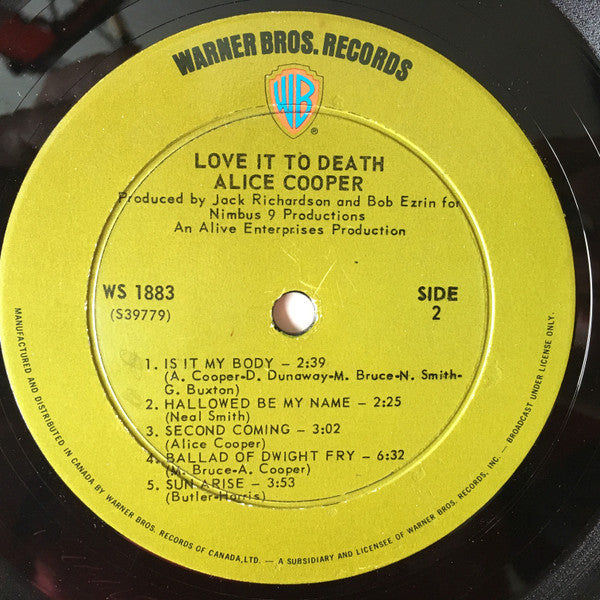 WARNER BROS. RECORDS
WB
®
LOVE IT TO DEATH
ALICE COOPER
Produced by Jack Richardson and Bob Ezrin for
Nimbus 9 Productions
An Alive Enterprises Production
WS 1883
(S39779)
SIDE
2
1. IS IT MY BODY – 2:39
(A. Cooper-D. Dunaway-M. Bruce-N. Smith-
G. Buxton)
2. HALLOWED BE MY NAME – 2:25
(Neal Smith)
3. SECOND COMING – 3:02
(Alice Cooper)
4. BALLAD OF DWIGHT FRY – 6:32
(M. Bruce-A. Cooper)
5. SUN ARISE – 3:53
(Butler-Harris)
MANUFACTURED AND DISTRIBUTED IN CANADA BY WARNER BROS. RECORDS OF CANADA, LTD. – A SUBSIDIARY AND LICENSEE OF WARNER BROS. RECORDS, INC. – BROADCAST UNDER LICENSE ONLY.